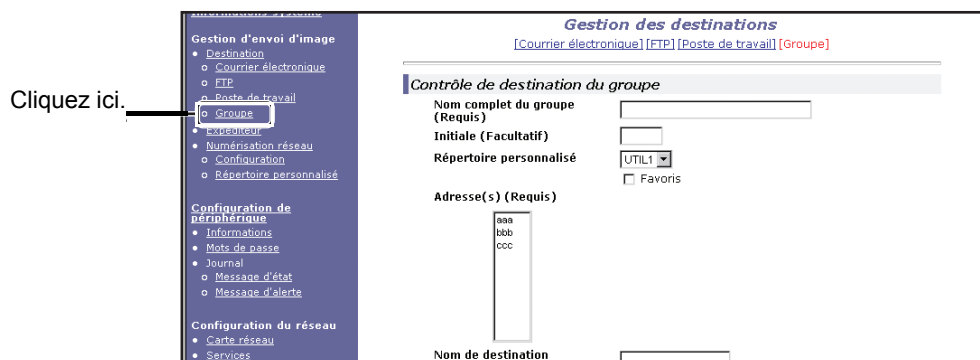 Informations système
Gestion d'envoi d'image
Destination
Courrier électronique
FTP
Poste de travail
Groupe
Expéditeur
Numérisation réseau
Configuration
Répertoire personnalisé
Configuration de
périphérique
Informations
Mots de passe
Journal
Message d'état
Message d'alerte
Configuration du réseau
Carte réseau
Services
Cliquez ici.
Gestion des destinations
[Courrier électronique] [FTP] [Poste de travail] [Groupe]
Contrôle de destination du groupe
Nom complet du groupe
(Requis)
Initiale (Facultatif)
Répertoire personnalisé
UTIL1
Favoris
Adresse(s) (Requis)
aaa
bbb
ccc
Nom de destination